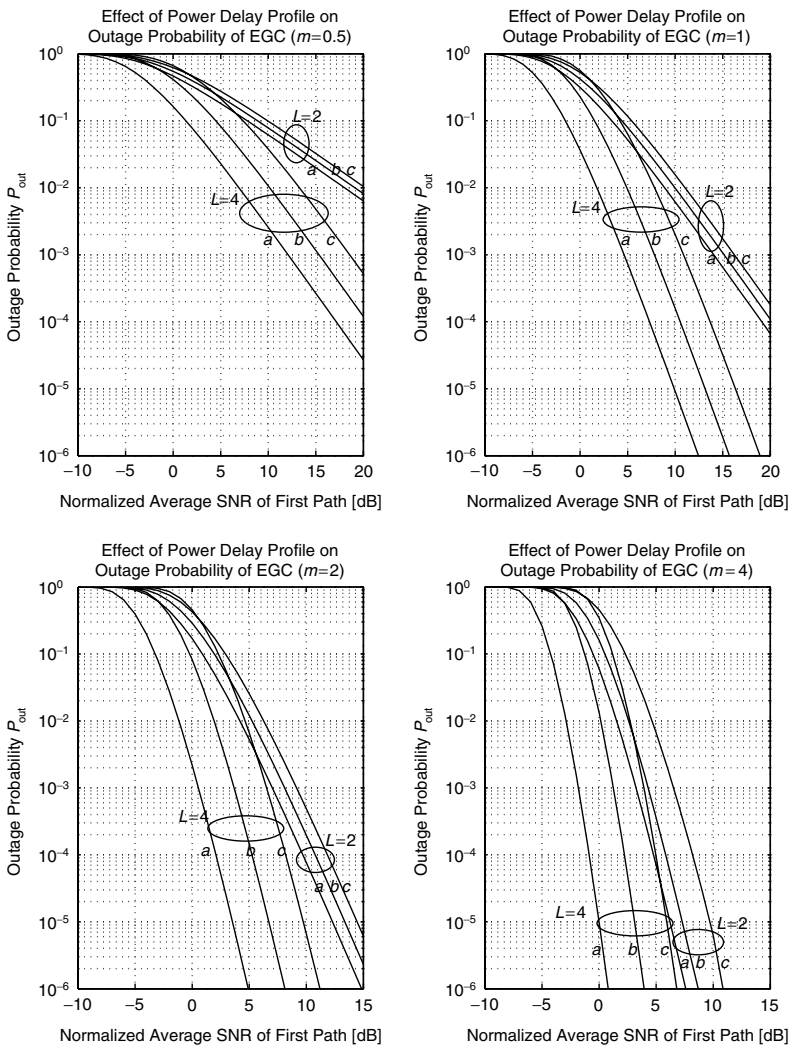 Effect of Power Delay Profile on
Outage Probability of EGC (m=0.5)
10⁰
10⁻¹
10⁻²
10⁻³
10⁻⁴
10⁻⁵
10⁻⁶
Outage Probability P_out
L=2
a b c
L=4
a b c
−10 −5 0 5 10 15 20
Normalized Average SNR of First Path [dB]
Effect of Power Delay Profile on
Outage Probability of EGC (m=1)
10⁰
10⁻¹
10⁻²
10⁻³
10⁻⁴
10⁻⁵
10⁻⁶
Outage Probability P_out
L=2
L=4
a b c
a b c
−10 −5 0 5 10 15 20
Normalized Average SNR of First Path [dB]
Effect of Power Delay Profile on
Outage Probability of EGC (m=2)
10⁰
10⁻¹
10⁻²
10⁻³
10⁻⁴
10⁻⁵
10⁻⁶
Outage Probability P_out
L=4
L=2
a b c
a b c
−10 −5 0 5 10 15
Normalized Average SNR of First Path [dB]
Effect of Power Delay Profile on
Outage Probability of EGC (m=4)
10⁰
10⁻¹
10⁻²
10⁻³
10⁻⁴
10⁻⁵
10⁻⁶
Outage Probability P_out
L=4
L=2
a b c
a b c
−10 −5 0 5 10 15
Normalized Average SNR of First Path [dB]